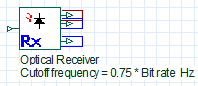 Rx
Optical Receiver
Cutoff frequency = 0.75 * Bit rate Hz